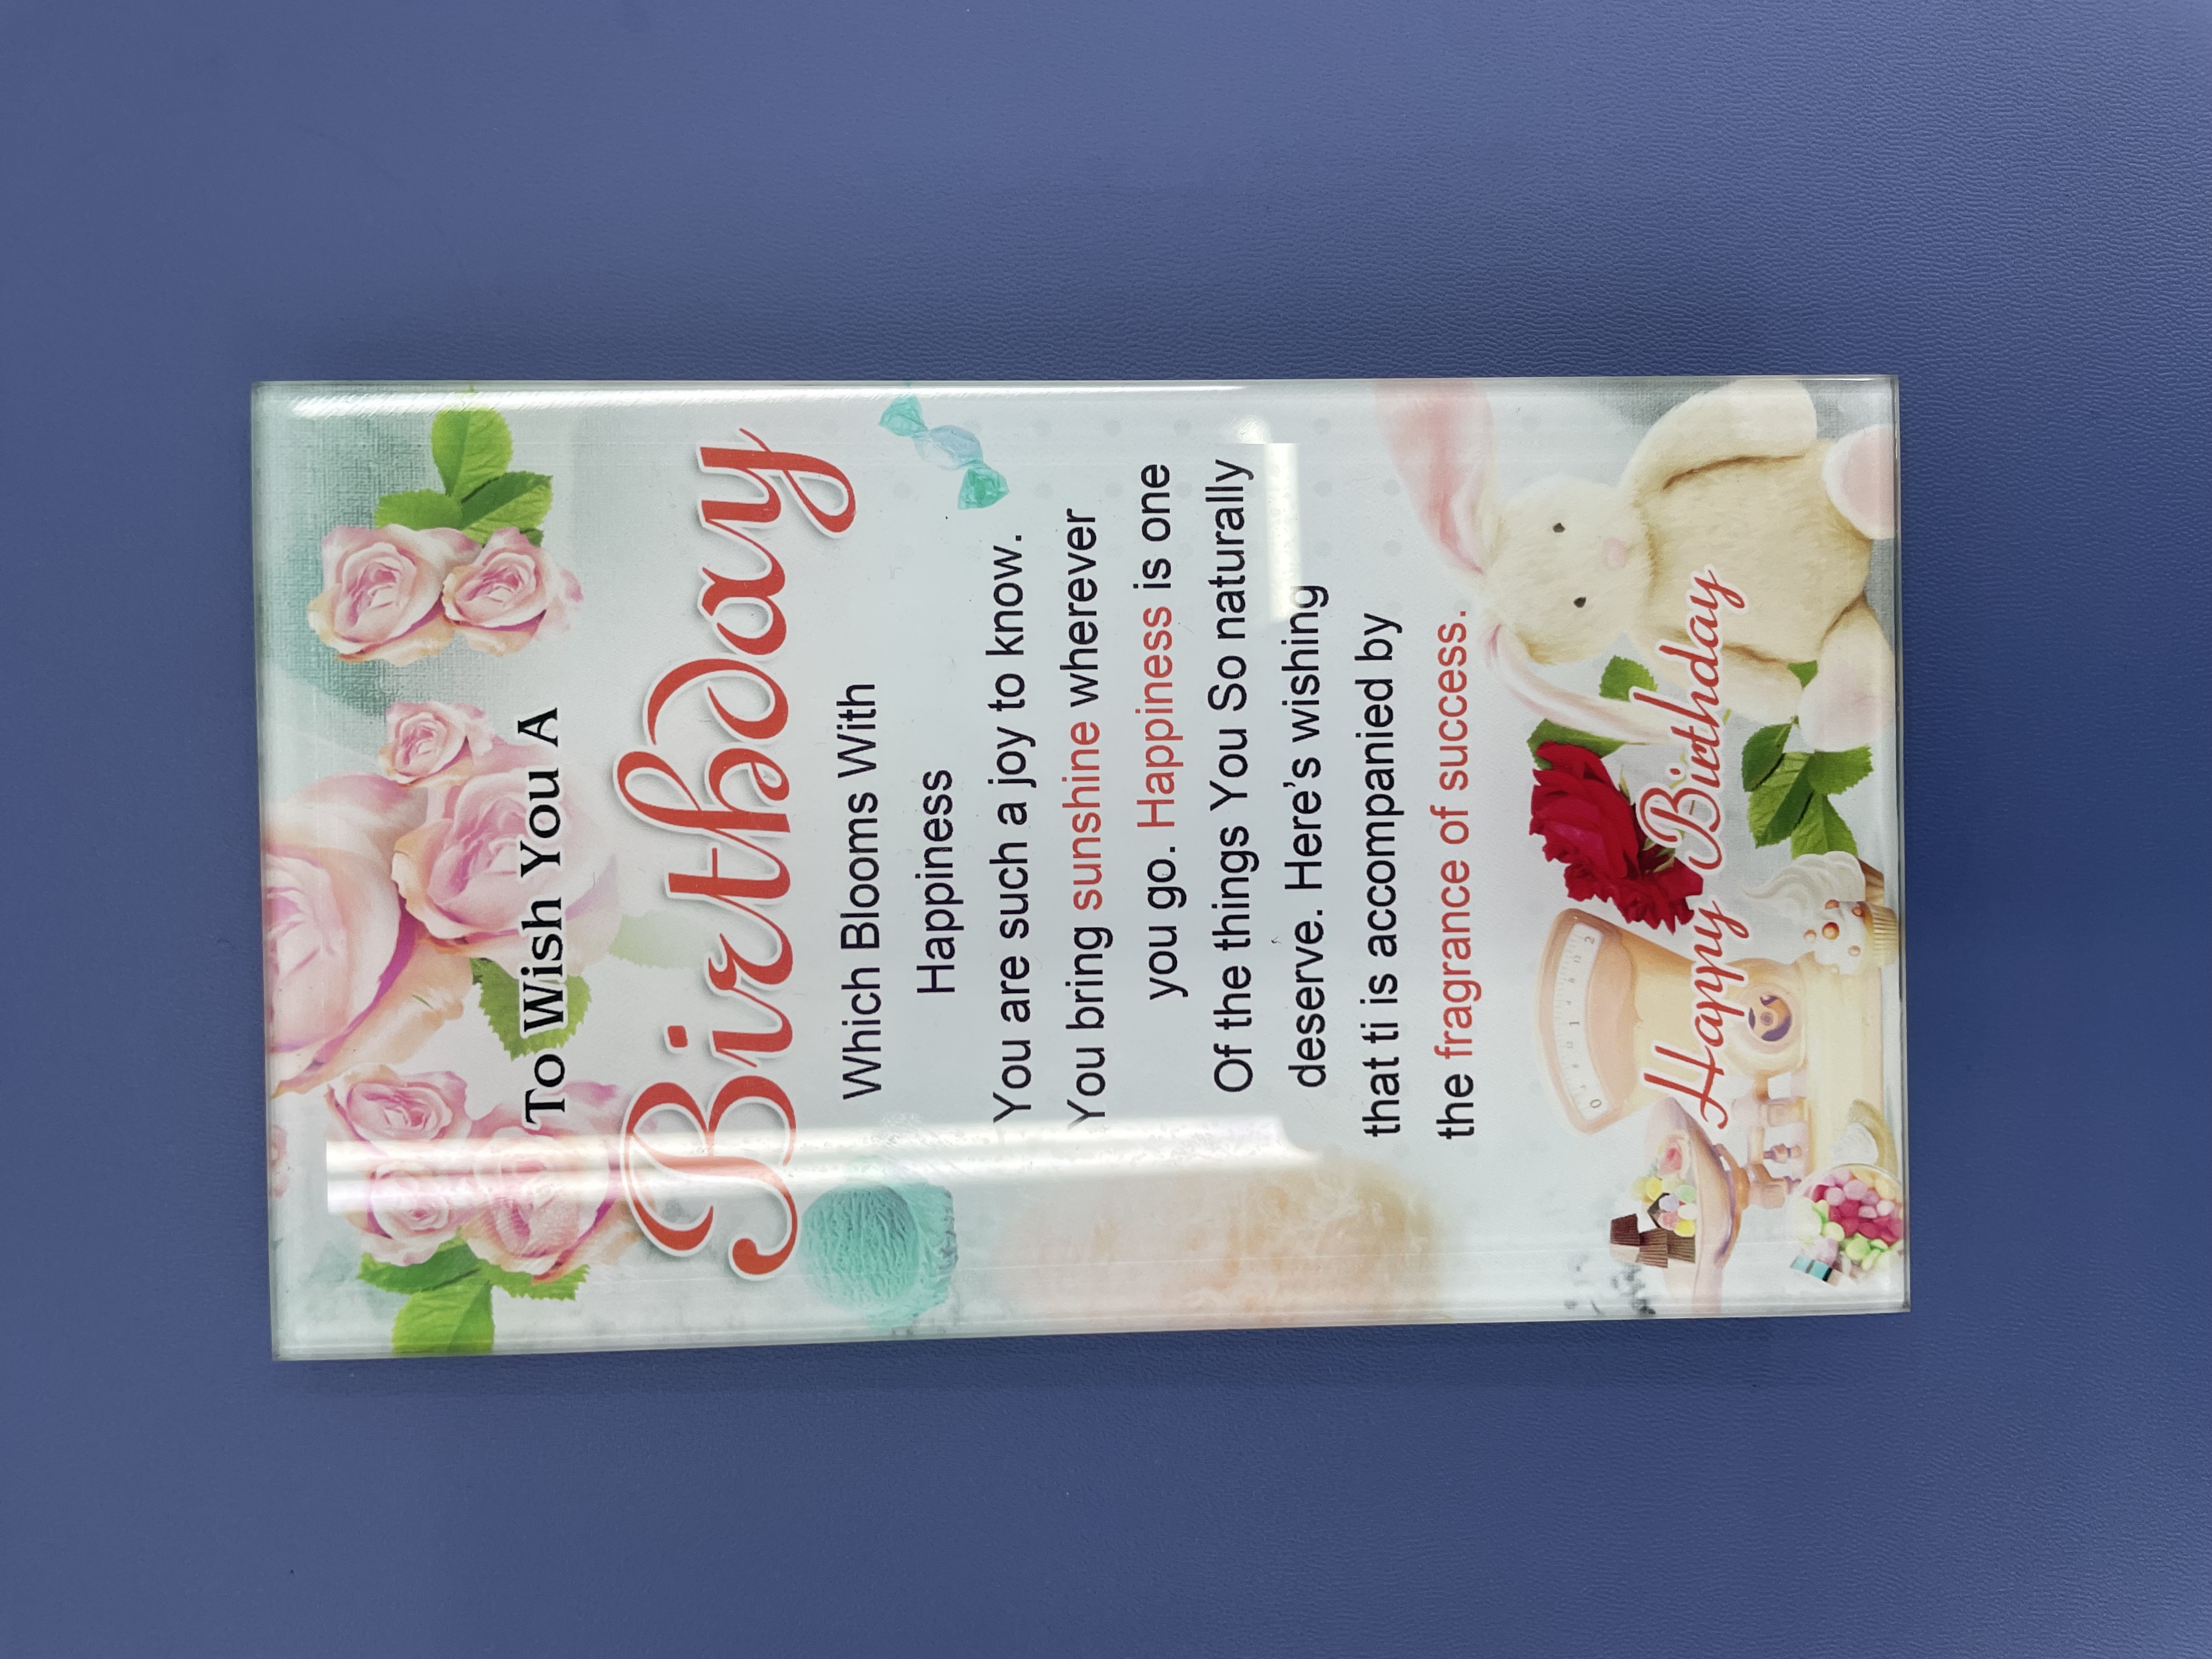 To Wish You A
Birthday
Which Blooms With
Happiness
You are such a joy to know.
You bring sunshine wherever
you go. Happiness is one
Of the things You So naturally
deserve. Here's wishing
that ti is accompanied by
the fragrance of success.
Happy Birthday